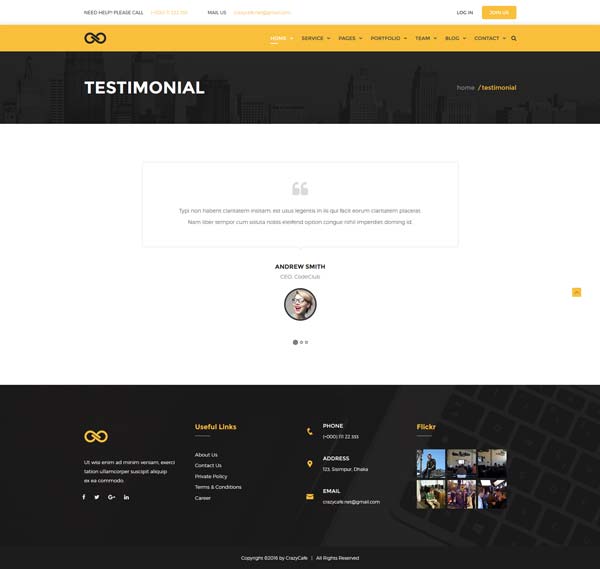 NEED HELP? PLEASE CALL (+000) 111 222 333 MAIL US crazycafe.net@gmail.com LOG IN JOIN US
HOME SERVICE PAGES PORTFOLIO TEAM BLOG CONTACT
TESTIMONIAL
home / testimonial
Typi non habent claritatem insitam, est usus legentis in iis qui facit eorum claritatem placerat.
Nam liber tempor cum soluta nobis eleifend option congue nihil imperdiet doming id.
ANDREW SMITH
CEO, CodeClub
Ut wisi enim ad minim veniam, exerci
tation ullamcorper suscipit aliquip
ex ea commodo.
Useful Links
About Us
Contact Us
Private Policy
Terms & Conditions
Career
PHONE
(+000) 111 22 333
ADDRESS
123, Sisimpur, Dhaka
EMAIL
crazycafe.net@gmail.com
Flickr
Copyright ©2016 by CrazyCafe | All Rights Reserved